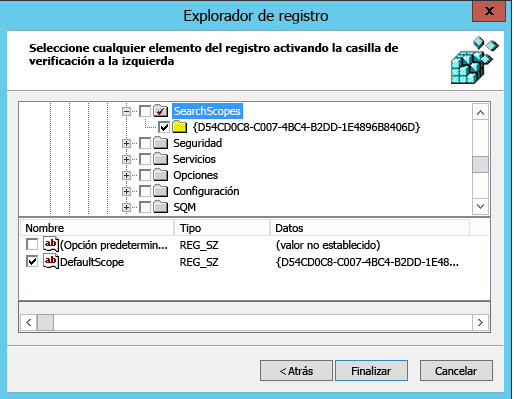 Explorador de registro
x
Seleccione cualquier elemento del registro activando la casilla de
verificación a la izquierda
SearchScopes
{D54CD0C8-C007-4BC4-B2DD-1E4896B8406D}
Seguridad
Servicios
Opciones
Configuración
SQM
Nombre Tipo Datos
ab (Opción predetermin... REG_SZ (valor no establecido)
ab DefaultScope REG_SZ {D54CD0C8-C007-4BC4-B2DD-1E48...
< Atrás Finalizar Cancelar